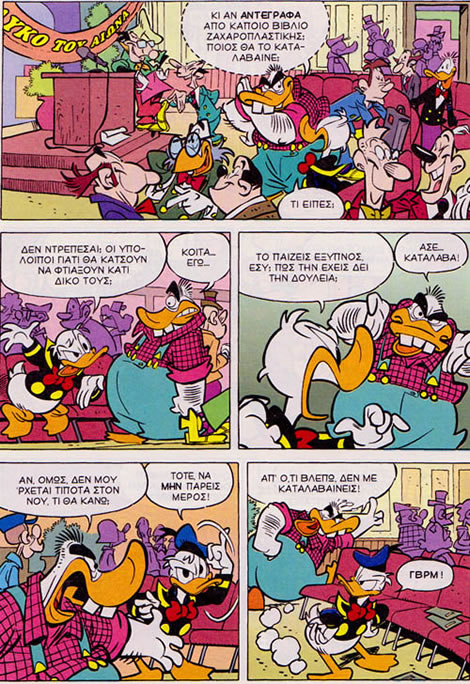 ΥΚΟ ΤΟΥ ΑΙΩΝΑ
ΚΙ ΑΝ ΑΝΤΕΓΡΑΦΑ
ΑΠΟ ΚΑΠΟΙΟ ΒΙΒΛΙΟ
ΖΑΧΑΡΟΠΛΑΣΤΙΚΗΣ;
ΠΟΙΟΣ ΘΑ ΤΟ ΚΑΤΑ-
ΛΑΒΑΙΝΕ;
ΤΙ ΕΙΠΕΣ;
ΔΕΝ ΝΤΡΕΠΕΣΑΙ; ΟΙ ΥΠΟ-
ΛΟΙΠΟΙ ΓΙΑΤΙ ΘΑ ΚΑΤΣΟΥΝ
ΝΑ ΦΤΙΑΞΟΥΝ ΚΑΤΙ
ΔΙΚΟ ΤΟΥΣ;
ΚΟΙΤΑ...
ΕΓΩ...
ΤΟ ΠΑΙΖΕΙΣ ΕΞΥΠΝΟΣ,
ΕΣΥ; ΠΩΣ ΤΗΝ ΕΧΕΙΣ ΔΕΙ
ΤΗΝ ΔΟΥΛΕΙΑ;
ΑΣΕ...
ΚΑΤΑΛΑΒΑ!
ΑΝ, ΟΜΩΣ, ΔΕΝ ΜΟΥ
'ΡΧΕΤΑΙ ΤΙΠΟΤΑ ΣΤΟΝ
ΝΟΥ, ΤΙ ΘΑ ΚΑΝΩ;
ΤΟΤΕ, ΝΑ
ΜΗΝ ΠΑΡΕΙΣ
ΜΕΡΟΣ!
ΑΠ' Ο,ΤΙ ΒΛΕΠΩ, ΔΕΝ ΜΕ
ΚΑΤΑΛΑΒΑΙΝΕΙΣ!
ΓΒΡΜ!